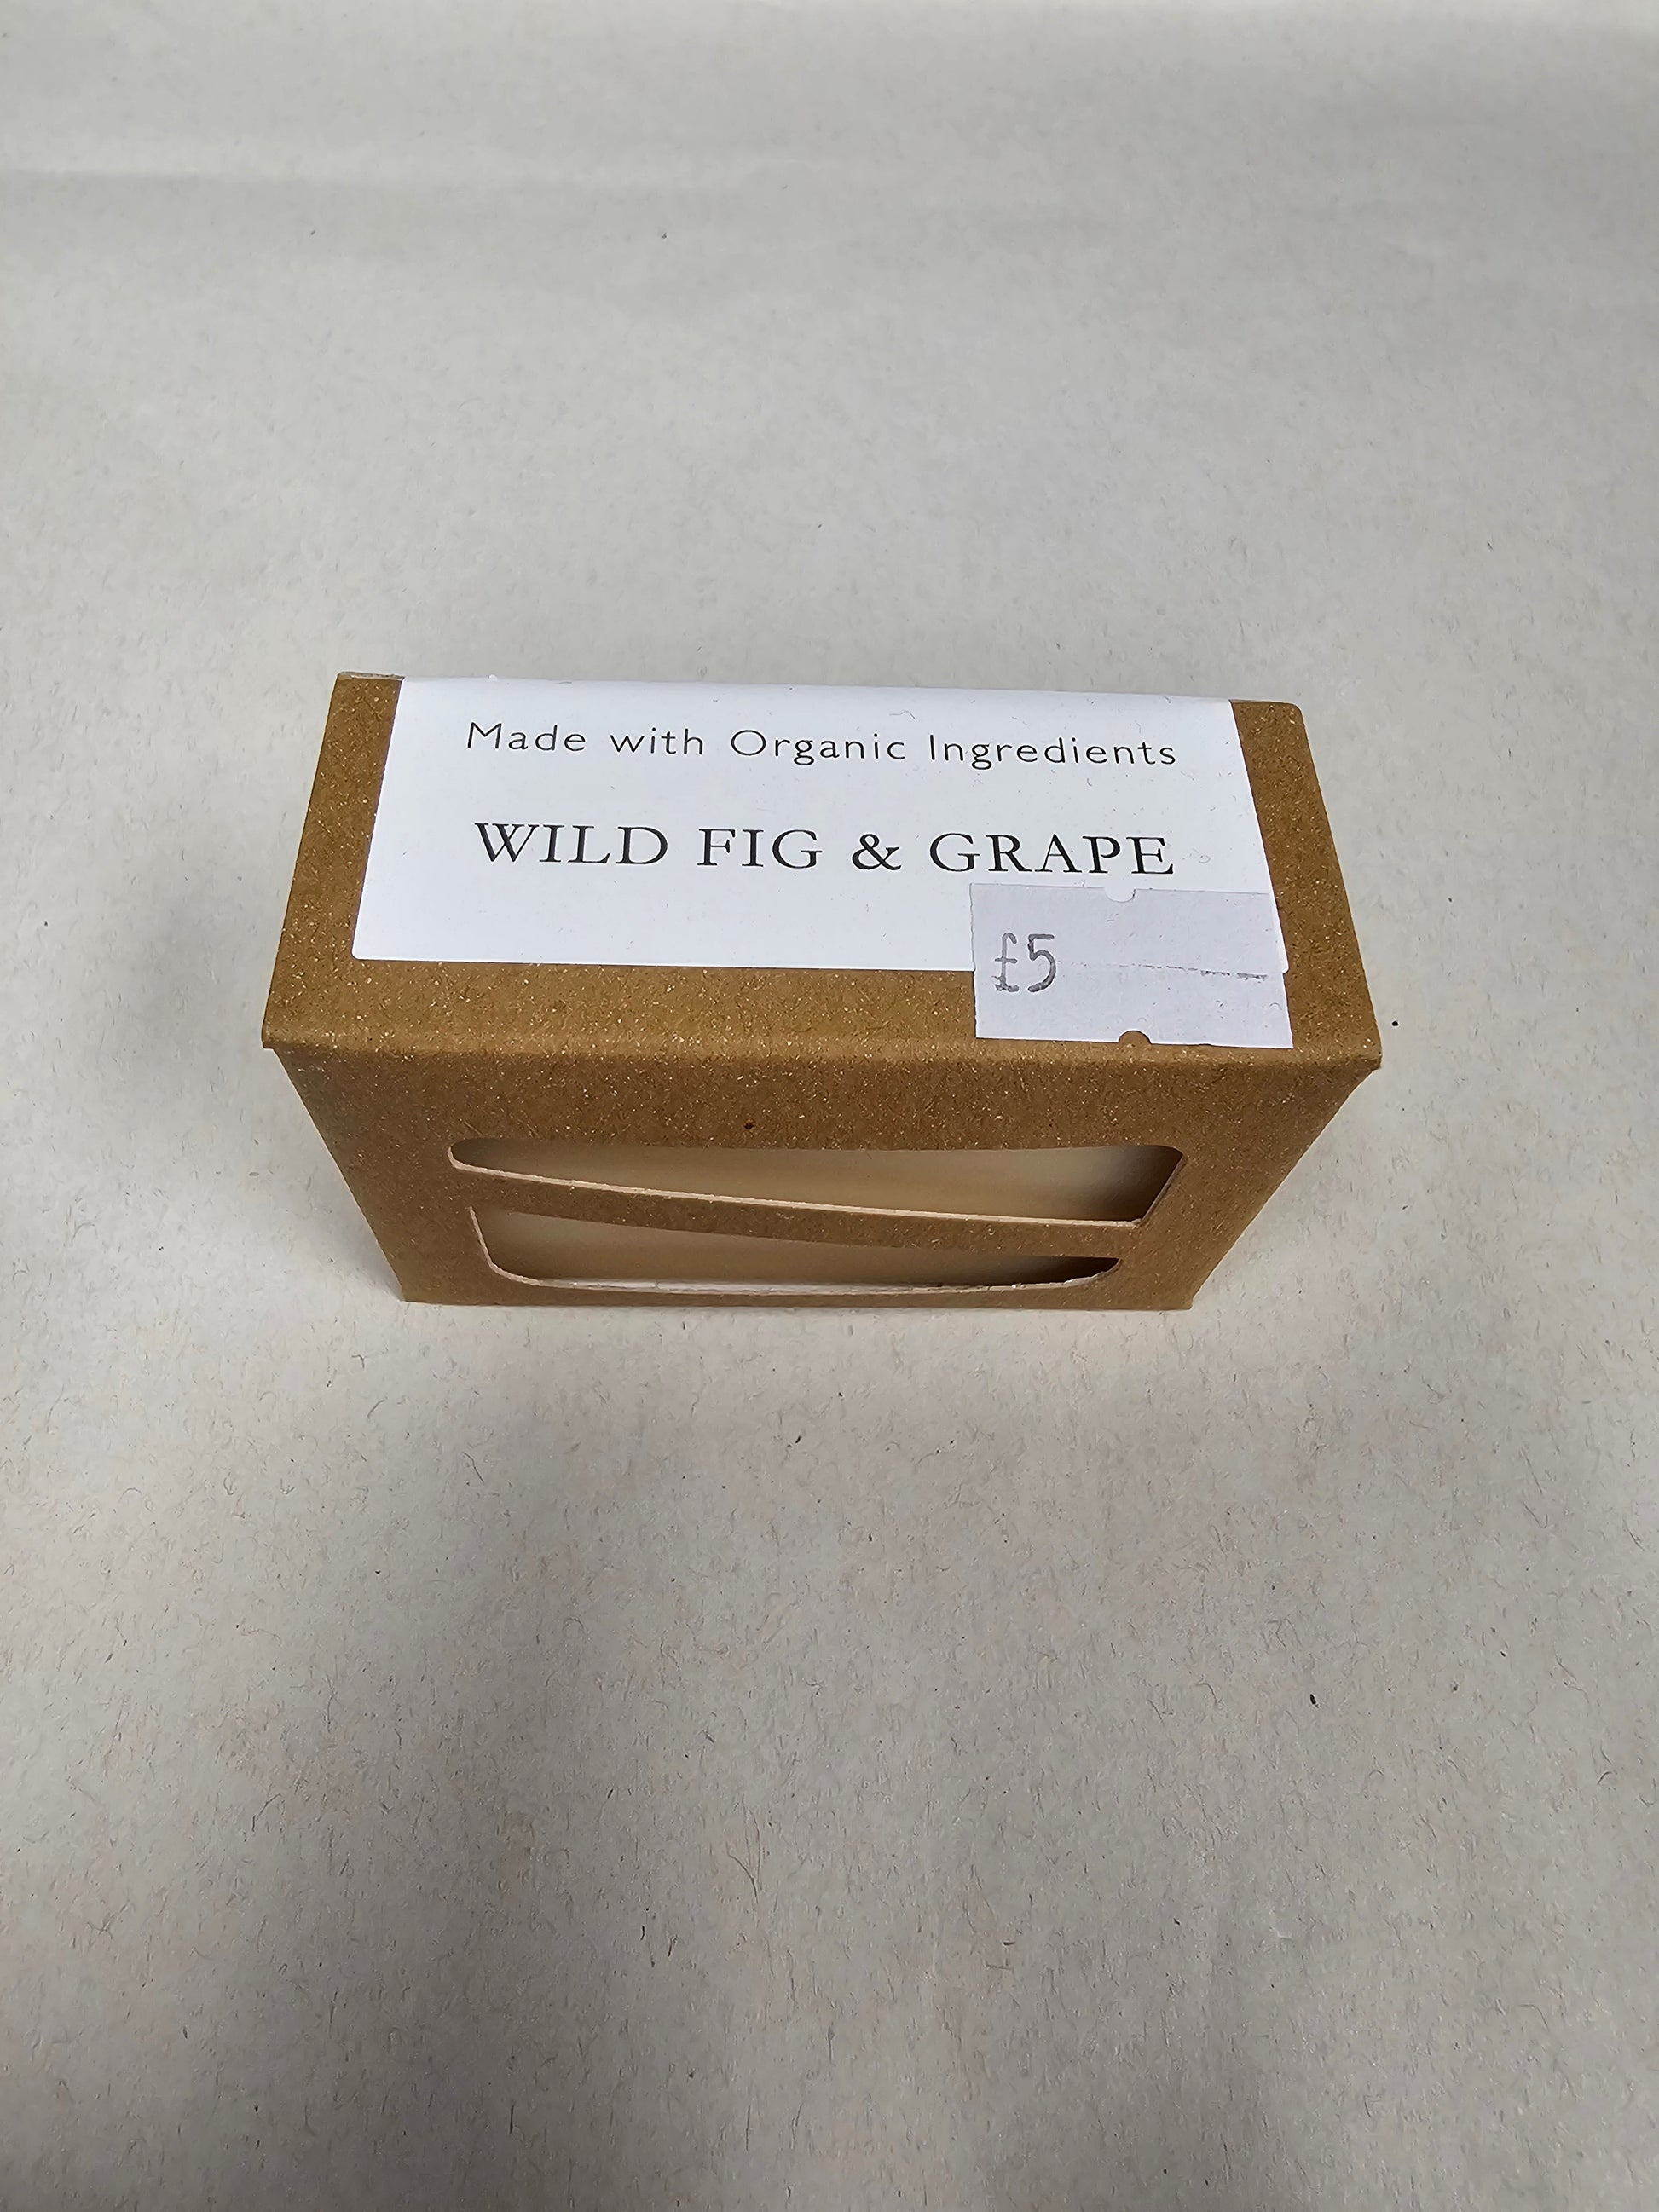 Made with Organic Ingredients
WILD FIG & GRAPE
£5